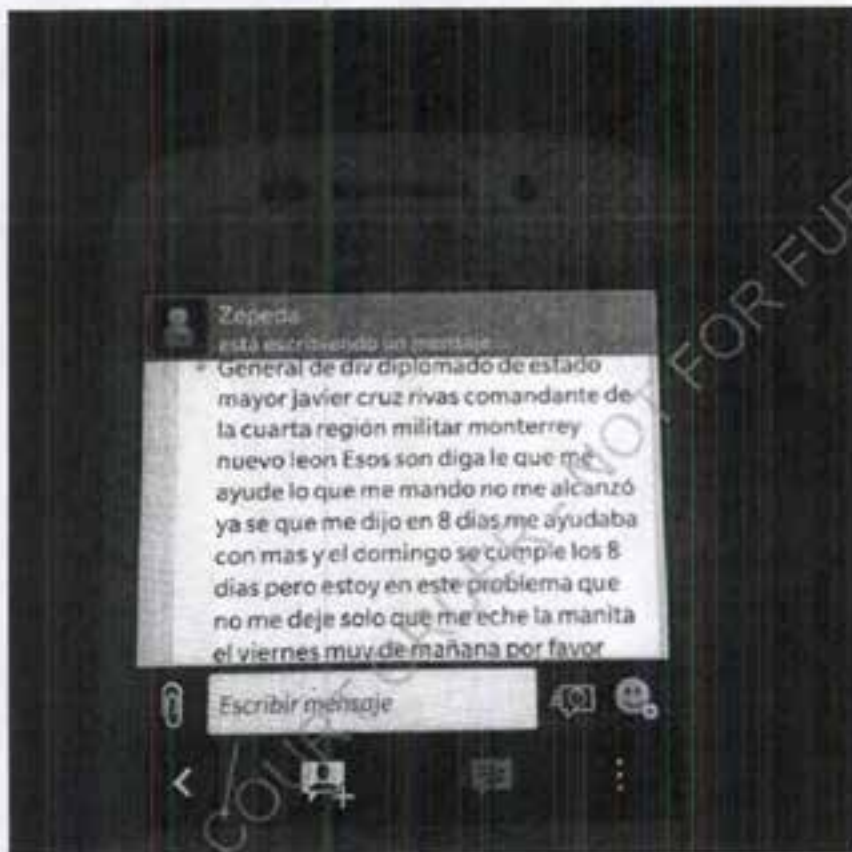 Zepeda
está escribiendo un mensaje
General de div diplomado de estado
mayor javier cruz rivas comandante de
la cuarta región militar monterrey
nuevo leon Esos son diga le que me
ayude lo que me mando no me alcanzó
ya se que me dijo en 8 dias me ayudaba
con mas y el domingo se cumple los 8
dias pero estoy en este problema que
no me deje solo que me eche la manita
el viernes muy de mañana por favor
Escribir mensaje
NOT FOR